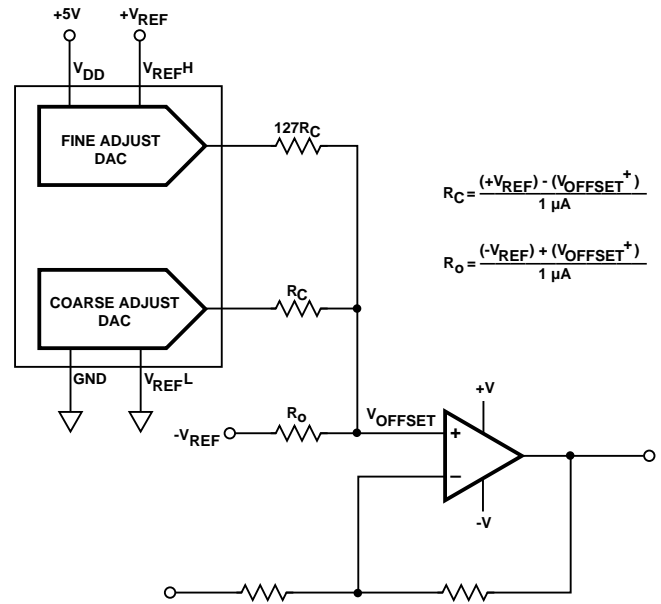 +5V
+VREF
VDD
VREFH
FINE ADJUST
DAC
127RC
RC = (+VREF) - (VOFFSET+)
1 µA
Ro = (-VREF) + (VOFFSET+)
1 µA
COARSE ADJUST
DAC
RC
GND
VREFL
+V
-VREF
Ro
VOFFSET
+
−
-V